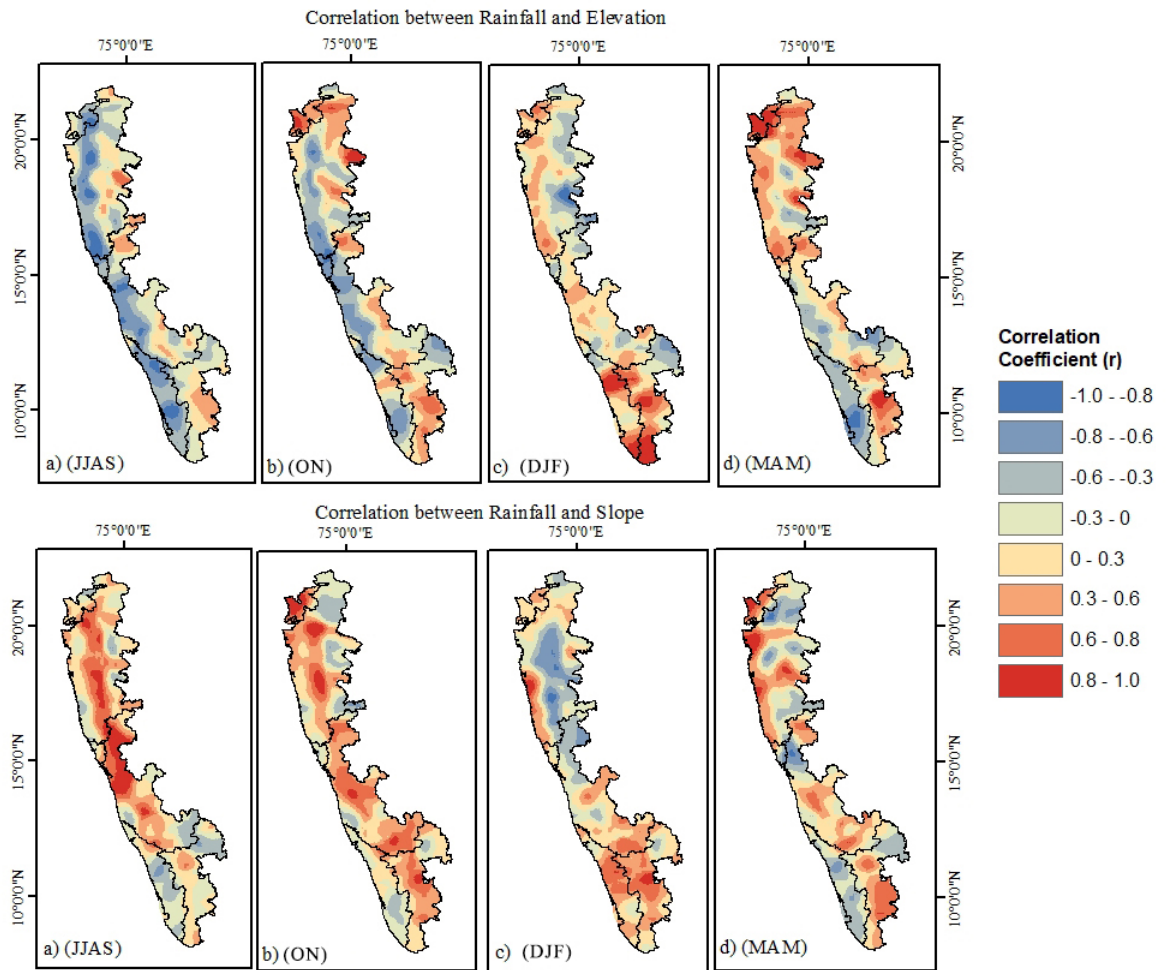 Correlation between Rainfall and Elevation
75°0'0"E 75°0'0"E 75°0'0"E 75°0'0"E
20°0'0"N 20°0'0"N
15°0'0"N 15°0'0"N
10°0'0"N 10°0'0"N
a) (JJAS) b) (ON) c) (DJF) d) (MAM)
Correlation between Rainfall and Slope
75°0'0"E 75°0'0"E 75°0'0"E 75°0'0"E
20°0'0"N 20°0'0"N
15°0'0"N 15°0'0"N
10°0'0"N 10°0'0"N
a) (JJAS) b) (ON) c) (DJF) d) (MAM)
Correlation
Coefficient (r)
-1.0 - -0.8
-0.8 - -0.6
-0.6 - -0.3
-0.3 - 0
0 - 0.3
0.3 - 0.6
0.6 - 0.8
0.8 - 1.0